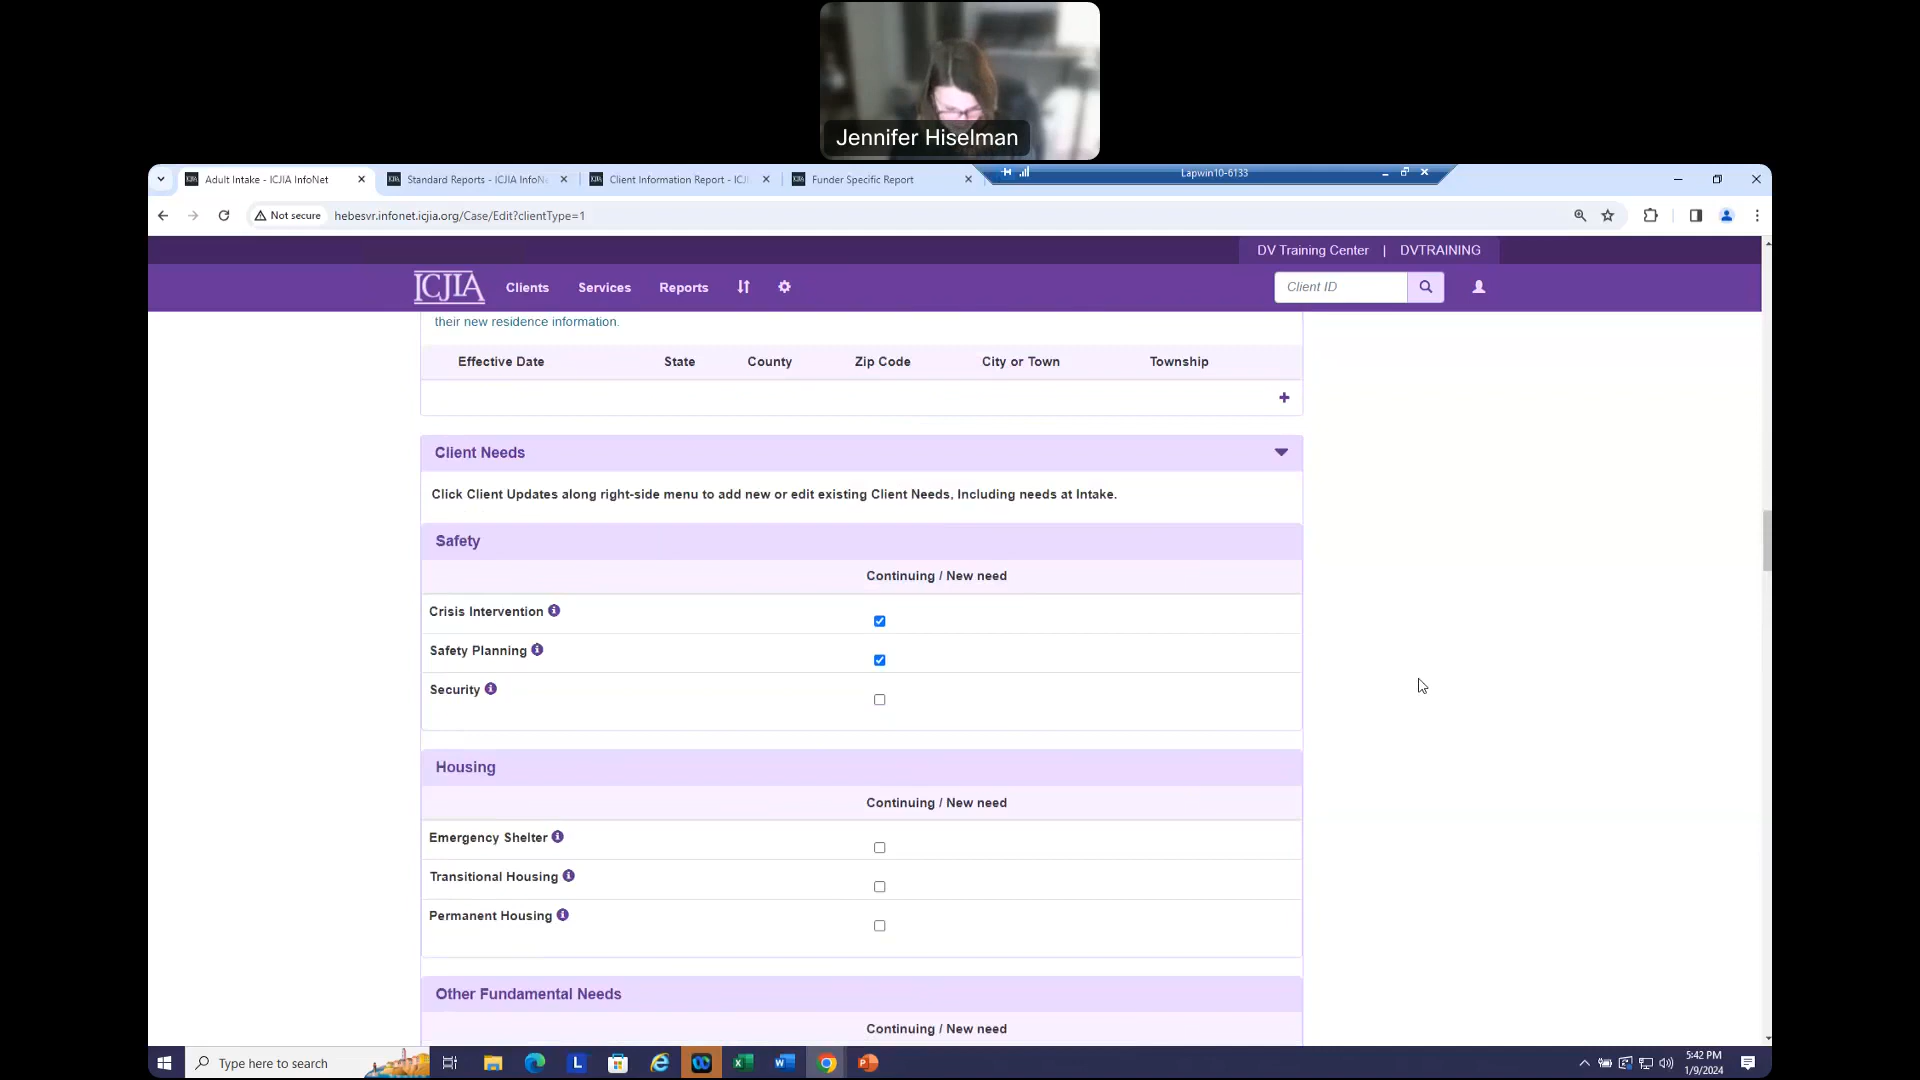 Jennifer Hiselman
Adult Intake - ICJIA InfoNet
Standard Reports - ICJIA InfoN
Client Information Report - ICJ
Funder Specific Report
Lapwin10-6133
Not secure
hebesvr.infonet.icjia.org/Case/Edit?clientType=1
DV Training Center | DVTRAINING
ICJIA
Clients
Services
Reports
Client ID
their new residence information.
Effective Date
State
County
Zip Code
City or Town
Township
Client Needs
Click Client Updates along right-side menu to add new or edit existing Client Needs, Including needs at Intake.
Safety
Continuing / New need
Crisis Intervention
Safety Planning
Security
Housing
Continuing / New need
Emergency Shelter
Transitional Housing
Permanent Housing
Other Fundamental Needs
Continuing / New need
Type here to search
5:42 PM
1/9/2024